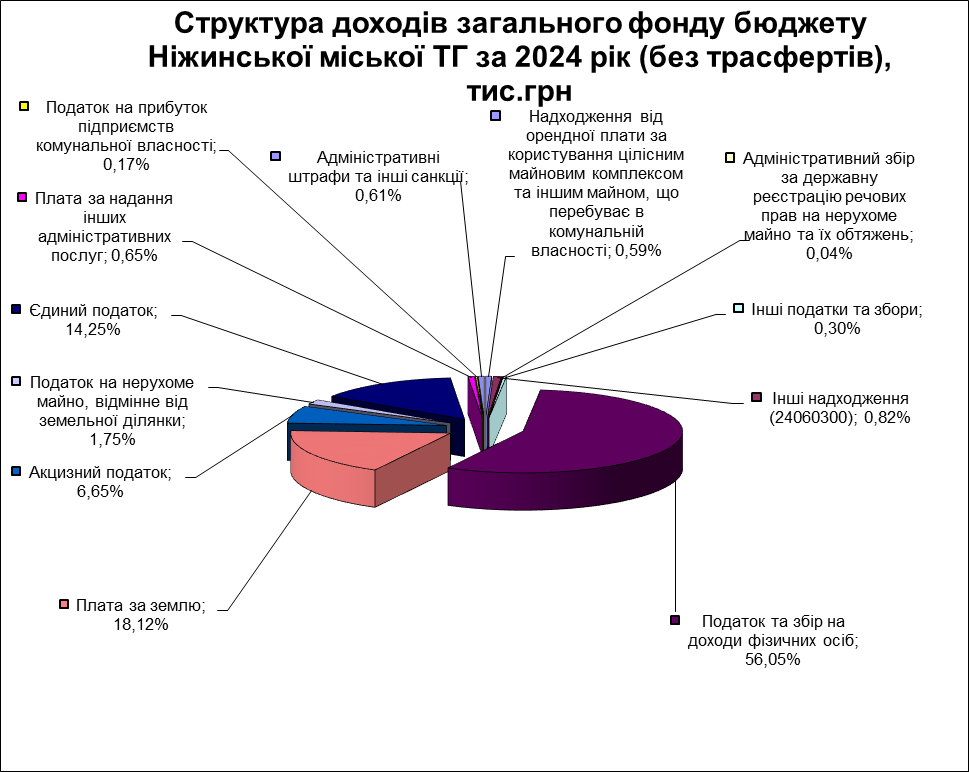 Структура доходів загального фонду бюджету
Ніжинської міської ТГ за 2024 рік (без трасфертів),
тис.грн
Податок на прибуток
підприємств
комунальної власності;
0,17%
Адміністративні
штрафи та інші санкції;
0,61%
Надходження від
орендної плати за
користування цілісним
майновим комплексом
та іншим майном, що
перебуває в
комунальній
власності; 0,59%
Адміністративний збір
за державну
реєстрацію речових
прав на нерухоме
майно та їх обтяжень;
0,04%
Плата за надання
інших
адміністративних
послуг; 0,65%
Єдиний податок;
14,25%
Інші податки та збори;
0,30%
Податок на нерухоме
майно, відмінне від
земельної ділянки;
1,75%
Інші надходження
(24060300); 0,82%
Акцизний податок;
6,65%
Плата за землю;
18,12%
Податок та збір на
доходи фізичних осіб;
56,05%